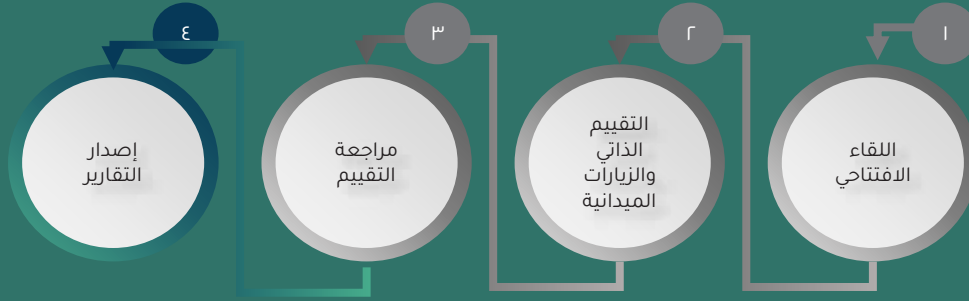 ١
اللقاء
الافتتاحي
٢
التقييم
الذاتي
والزيارات
الميدانية
٣
مراجعة
التقييم
٤
إصدار
التقارير